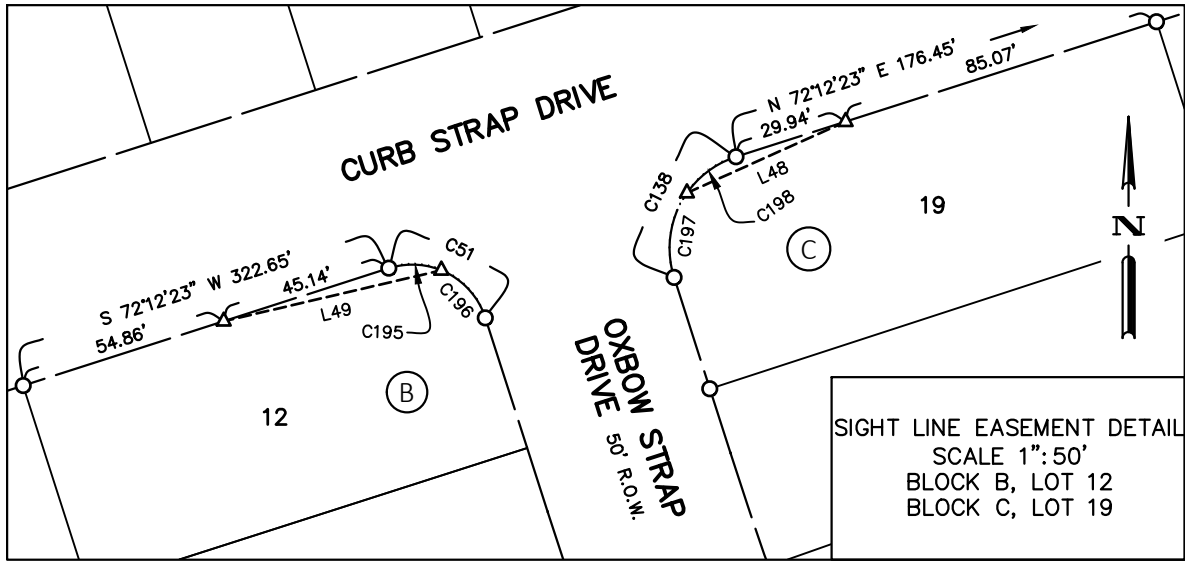 CURB STRAP DRIVE
N 72°12'23" E 176.45'
29.94'
85.07'
L48
C138
C197
C198
19
C
N
S 72°12'23" W 322.65'
45.14'
54.86'
L49
C51
C196
C195
12
B
OXBOW STRAP
DRIVE 50' R.O.W.
SIGHT LINE EASEMENT DETAIL
SCALE 1":50'
BLOCK B, LOT 12
BLOCK C, LOT 19